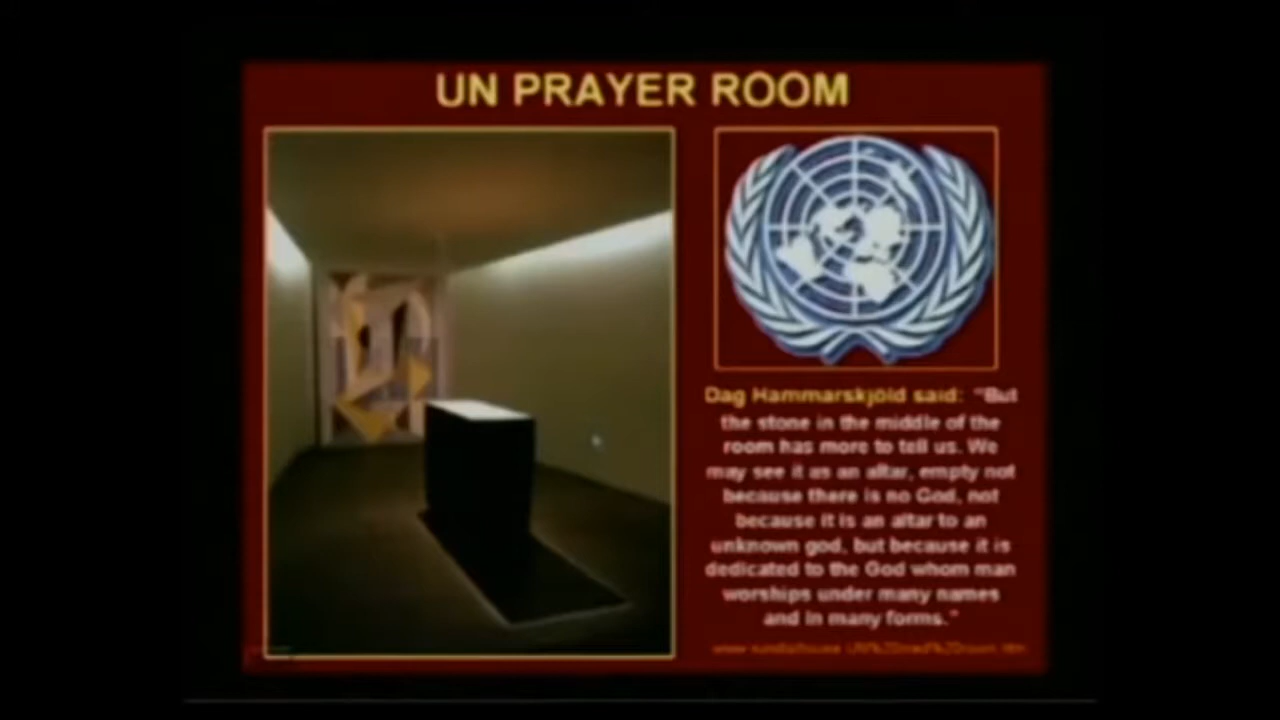 UN PRAYER ROOM
Dag Hammarskjöld said: "But
the stone in the middle of the
room has more to tell us. We
may see it as an altar, empty not
because there is no God, not
because it is an altar to an
unknown god, but because it is
dedicated to the God whom man
worships under many names
and in many forms."